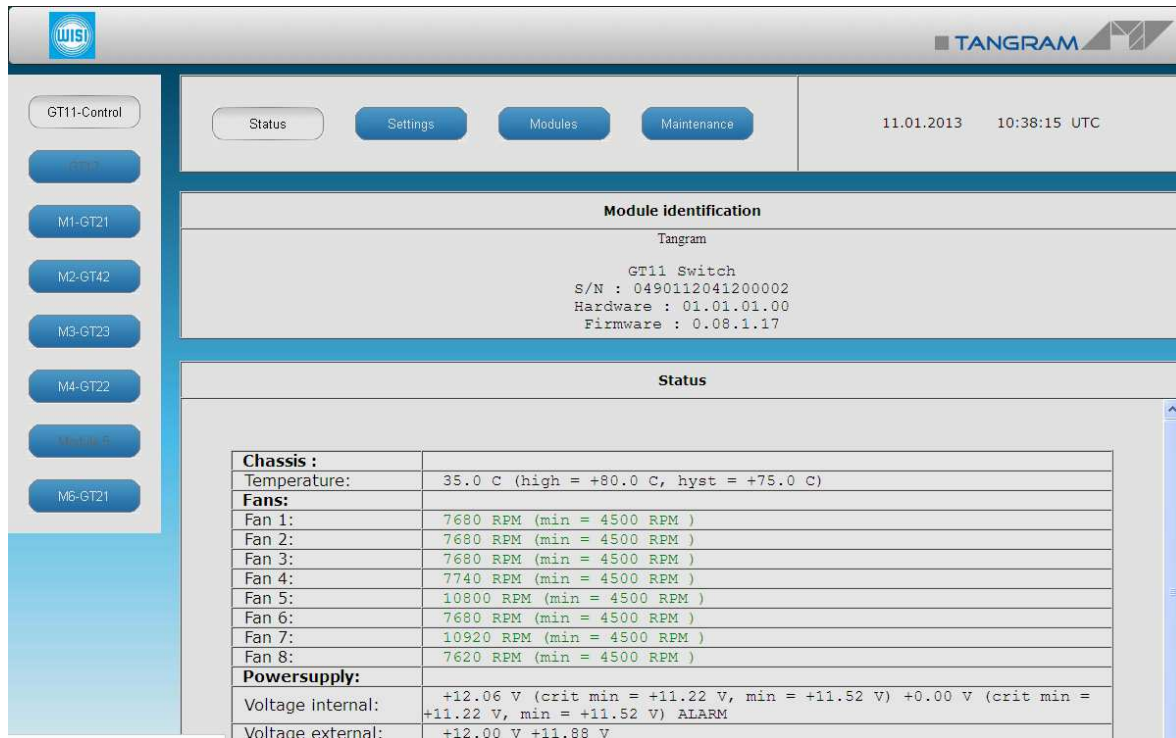 WISI
TANGRAM
GT11-Control
M1-GT21
M2-GT42
M3-GT23
M4-GT22
M6-GT21
Status Settings Modules Maintenance 11.01.2013 10:38:15 UTC
Module identification
Tangram
GT11 Switch
S/N : 0490112041200002
Hardware : 01.01.01.00
Firmware : 0.08.1.17
Status
Chassis :
Temperature: 35.0 C (high = +80.0 C, hyst = +75.0 C)
Fans:
Fan 1: 7680 RPM (min = 4500 RPM )
Fan 2: 7680 RPM (min = 4500 RPM )
Fan 3: 7680 RPM (min = 4500 RPM )
Fan 4: 7740 RPM (min = 4500 RPM )
Fan 5: 10800 RPM (min = 4500 RPM )
Fan 6: 7680 RPM (min = 4500 RPM )
Fan 7: 10920 RPM (min = 4500 RPM )
Fan 8: 7620 RPM (min = 4500 RPM )
Powersupply:
Voltage internal: +12.06 V (crit min = +11.22 V, min = +11.52 V) +0.00 V (crit min =
+11.22 V, min = +11.52 V) ALARM
Voltage external: +12.00 V +11.88 V